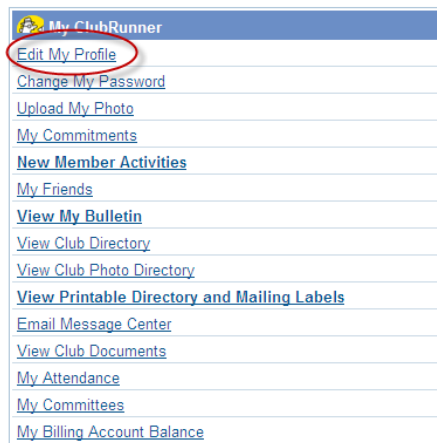 My ClubRunner
Edit My Profile
Change My Password
Upload My Photo
My Commitments
New Member Activities
My Friends
View My Bulletin
View Club Directory
View Club Photo Directory
View Printable Directory and Mailing Labels
Email Message Center
View Club Documents
My Attendance
My Committees
My Billing Account Balance